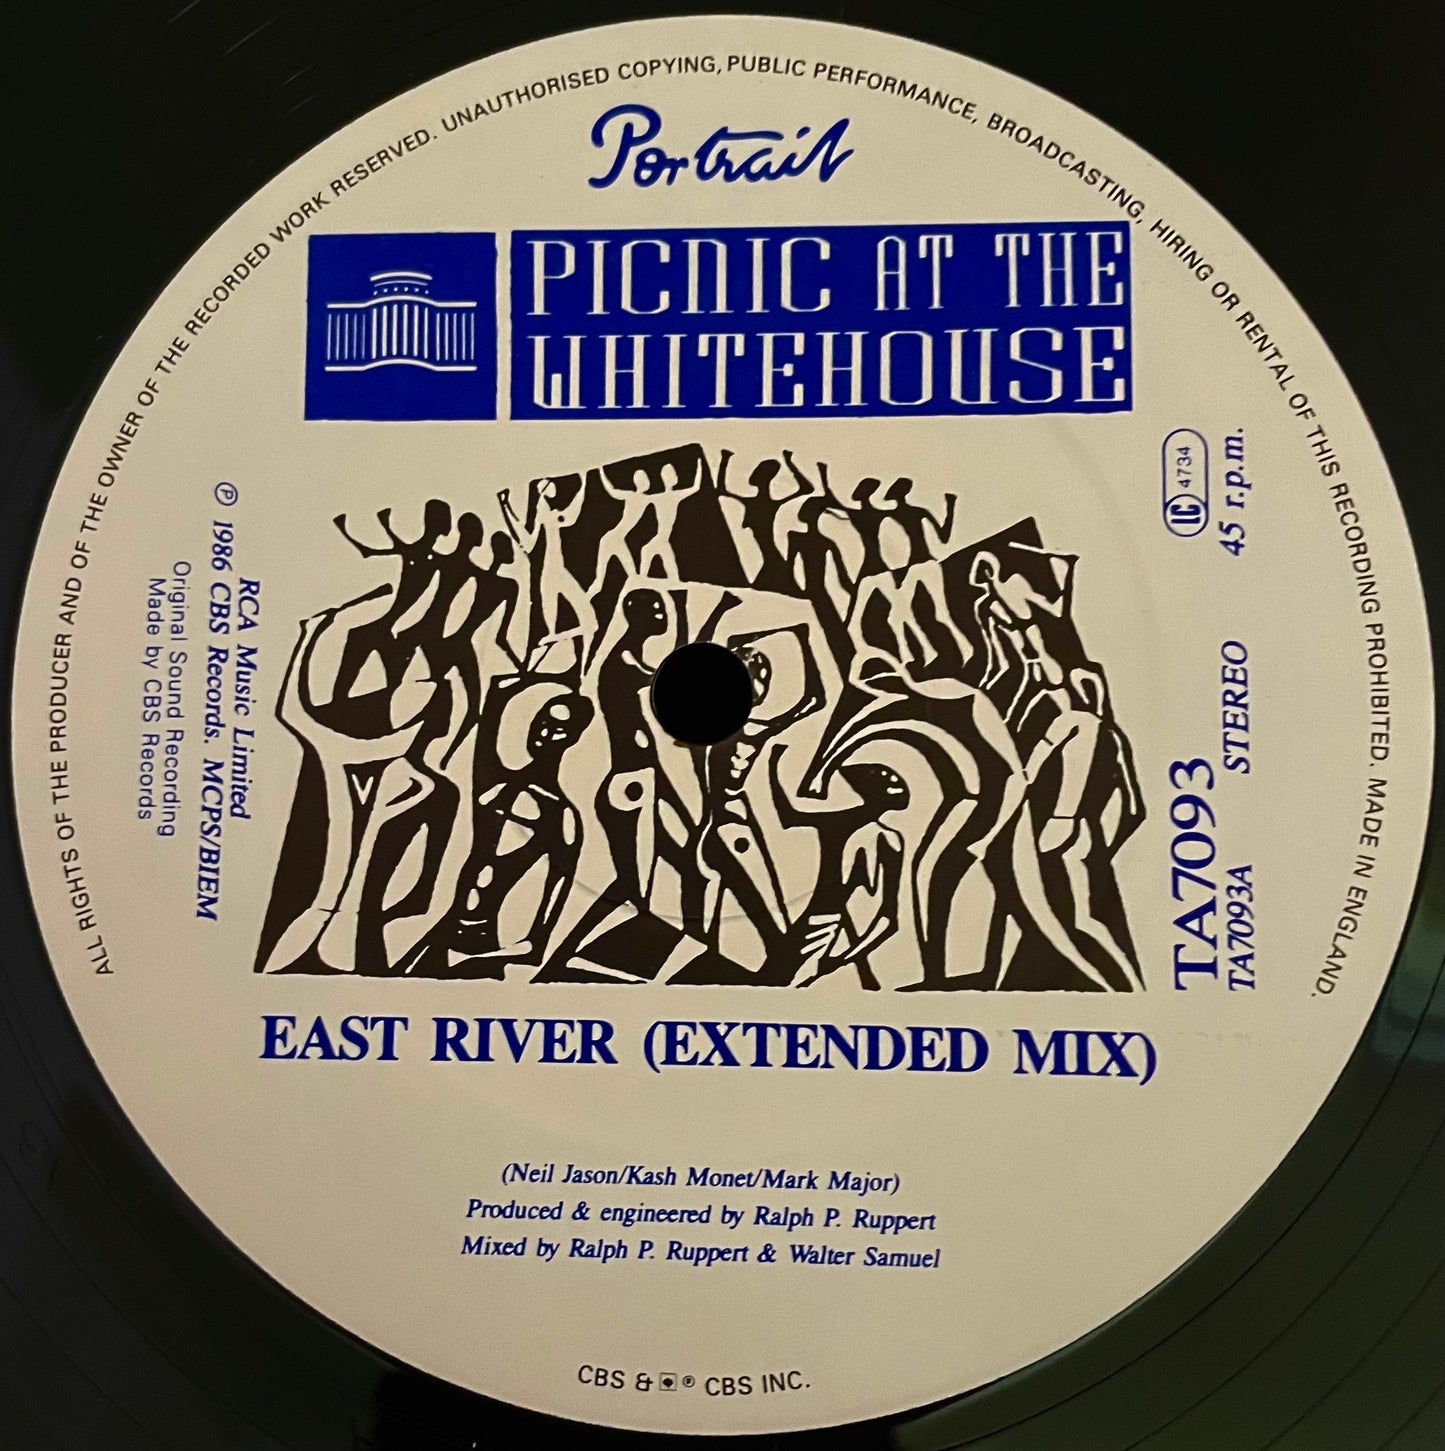 ALL RIGHTS OF THE PRODUCER AND OF THE OWNER OF THE RECORDED WORK RESERVED. UNAUTHORISED COPYING, PUBLIC PERFORMANCE, BROADCASTING, HIRING OR RENTAL OF THIS RECORDING PROHIBITED. MADE IN ENGLAND.
Portrait
PICNIC AT THE
WHITEHOUSE
RCA Music Limited
℗ 1986 CBS Records. MCPS/BIEM
Original Sound Recording
Made by CBS Records
LC 4734
45 r.p.m.
STEREO
TA7093
TA7093A
EAST RIVER (EXTENDED MIX)
(Neil Jason/Kash Monet/Mark Major)
Produced & engineered by Ralph P. Ruppert
Mixed by Ralph P. Ruppert & Walter Samuel
CBS & ® CBS INC.